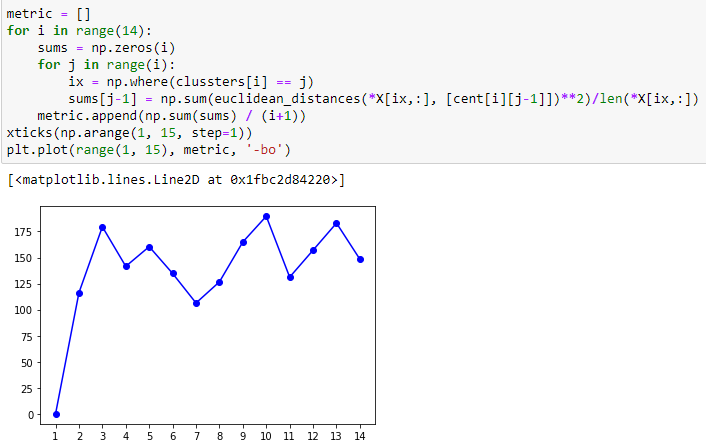 metric = []
for i in range(14):
    sums = np.zeros(i)
    for j in range(i):
        ix = np.where(clussters[i] == j)
        sums[j-1] = np.sum(euclidean_distances(*X[ix,:], [cent[i][j-1]])**2)/len(*X[ix,:])
    metric.append(np.sum(sums) / (i+1))
xticks(np.arange(1, 15, step=1))
plt.plot(range(1, 15), metric, '-bo')
[<matplotlib.lines.Line2D at 0x1fbc2d84220>]
175
150
125
100
75
50
25
0
1 2 3 4 5 6 7 8 9 10 11 12 13 14